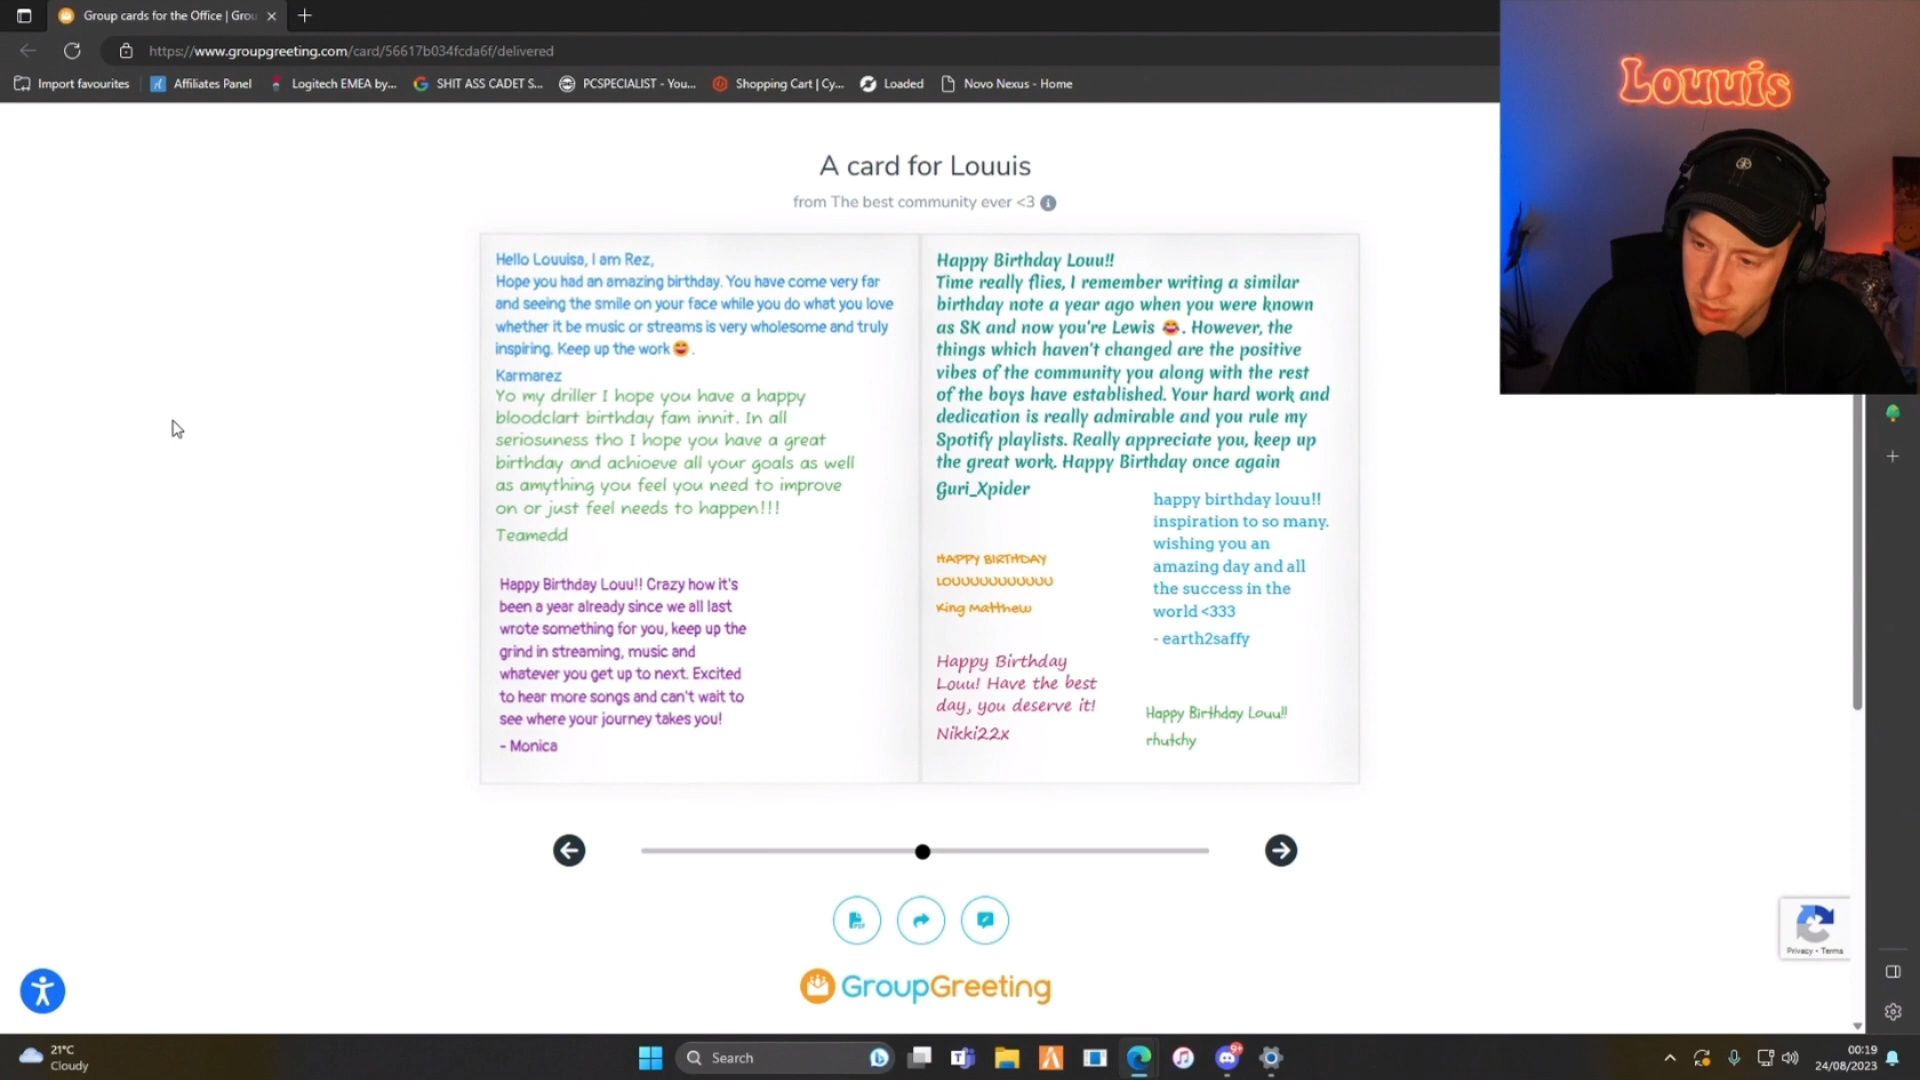 Group cards for the Office | Grou
https://www.groupgreeting.com/card/56617b034fcda6f/delivered
Import favourites
Affiliates Panel
Logitech EMEA by...
SHIT ASS CADET S...
PCSPECIALIST - You...
Shopping Cart | Cy...
Loaded
Novo Nexus - Home
Louuis
A card for Louuis
from The best community ever <3
Hello Louuisa, I am Rez,
Hope you had an amazing birthday. You have come very far
and seeing the smile on your face while you do what you love
whether it be music or streams is very wholesome and truly
inspiring. Keep up the work😄.
Karmarez
Yo my driller I hope you have a happy
bloodclart birthday fam innit. In all
seriosuness tho I hope you have a great
birthday and achioeve all your goals as well
as amything you feel you need to improve
on or just feel needs to happen!!!
Teamedd
Happy Birthday Louu!! Crazy how it's
been a year already since we all last
wrote something for you, keep up the
grind in streaming, music and
whatever you get up to next. Excited
to hear more songs and can't wait to
see where your journey takes you!
- Monica
Happy Birthday Louu!!
Time really flies, I remember writing a similar
birthday note a year ago when you were known
as SK and now you're Lewis 😂. However, the
things which haven't changed are the positive
vibes of the community you along with the rest
of the boys have established. Your hard work and
dedication is really admirable and you rule my
Spotify playlists. Really appreciate you, keep up
the great work. Happy Birthday once again
Guri_Xpider
happy birthday louu!!
inspiration to so many.
wishing you an
amazing day and all
the success in the
world <333
- earth2saffy
HAPPY BIRTHDAY
LOUUUUUUUUUUU
King Matthew
Happy Birthday
Louu! Have the best
day, you deserve it!
Nikki22x
Happy Birthday Louu!!
rhutchy
PDF
Privacy - Terms
GroupGreeting
21°C
Cloudy
Search
9+
00:19
24/08/2023